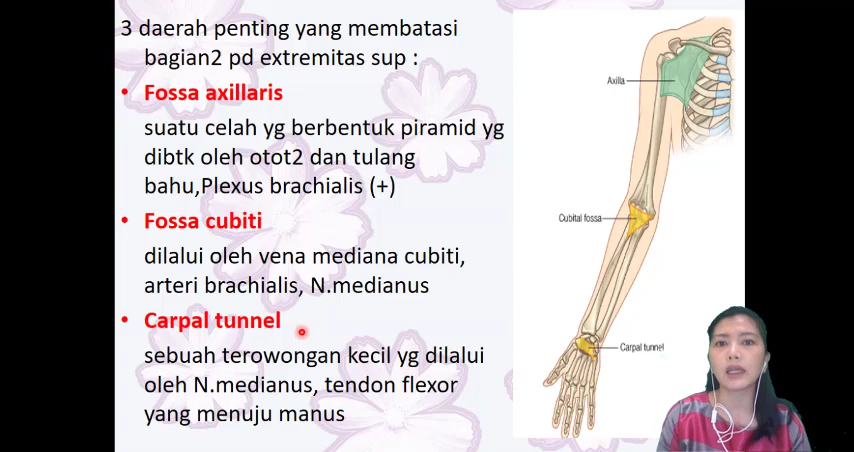 3 daerah penting yang membatasi
bagian2 pd extremitas sup :
• Fossa axillaris
suatu celah yg berbentuk piramid yg
dibtk oleh otot2 dan tulang
bahu,Plexus brachialis (+)
• Fossa cubiti
dilalui oleh vena mediana cubiti,
arteri brachialis, N.medianus
• Carpal tunnel
sebuah terowongan kecil yg dilalui
oleh N.medianus, tendon flexor
yang menuju manus
Axilla
Cubital fossa
Carpal tunnel